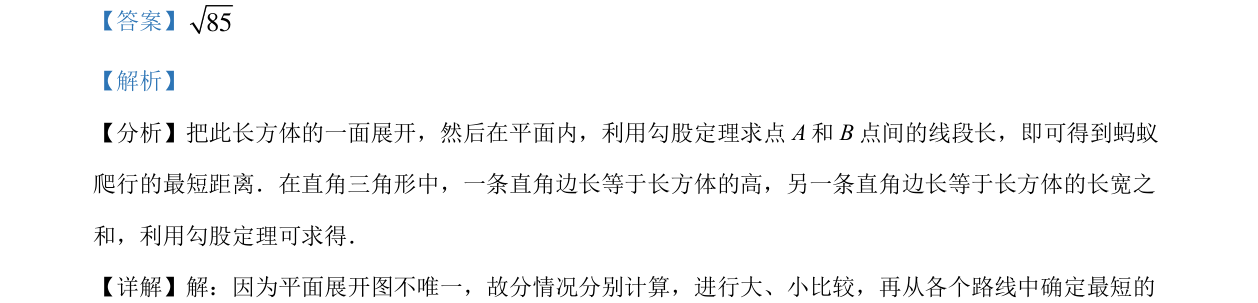 【答案】√85
【解析】
【分析】把此长方体的一面展开，然后在平面内，利用勾股定理求点 A 和 B 点间的线段长，即可得到蚂蚁
爬行的最短距离．在直角三角形中，一条直角边长等于长方体的高，另一条直角边长等于长方体的长宽之
和，利用勾股定理可求得．
【详解】解：因为平面展开图不唯一，故分情况分别计算，进行大、小比较，再从各个路线中确定最短的